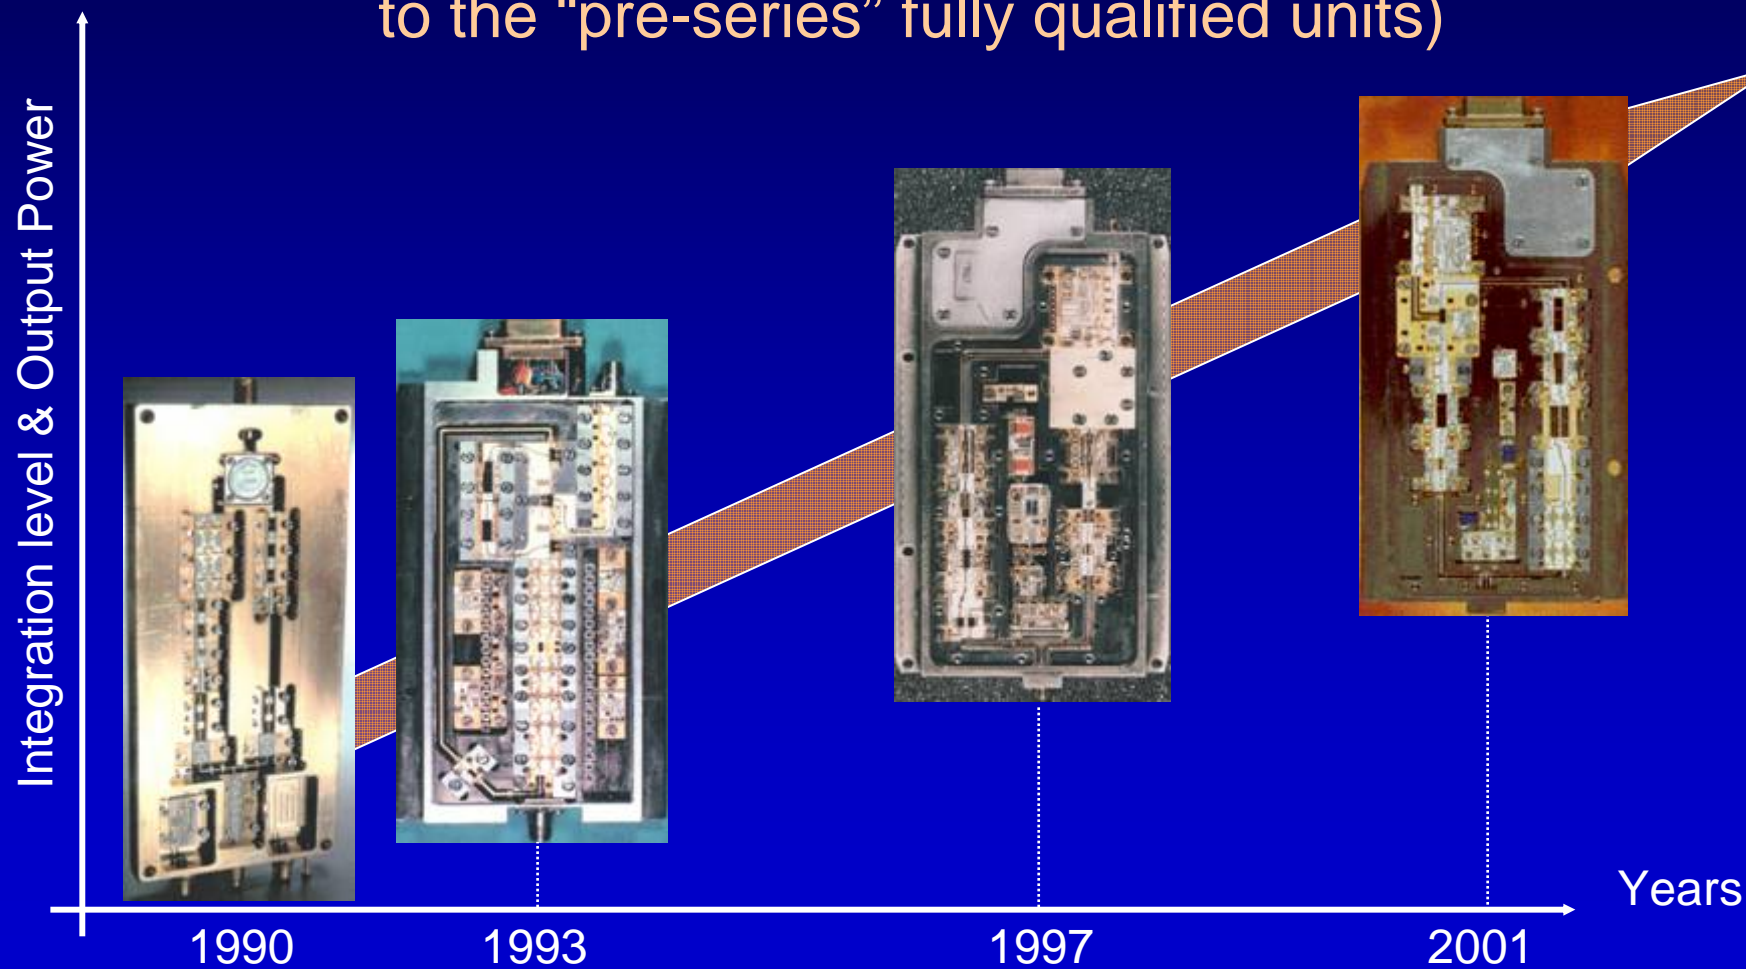 to the “pre-series” fully qualified units)
Integration level & Output Power
Years
1990
1993
1997
2001